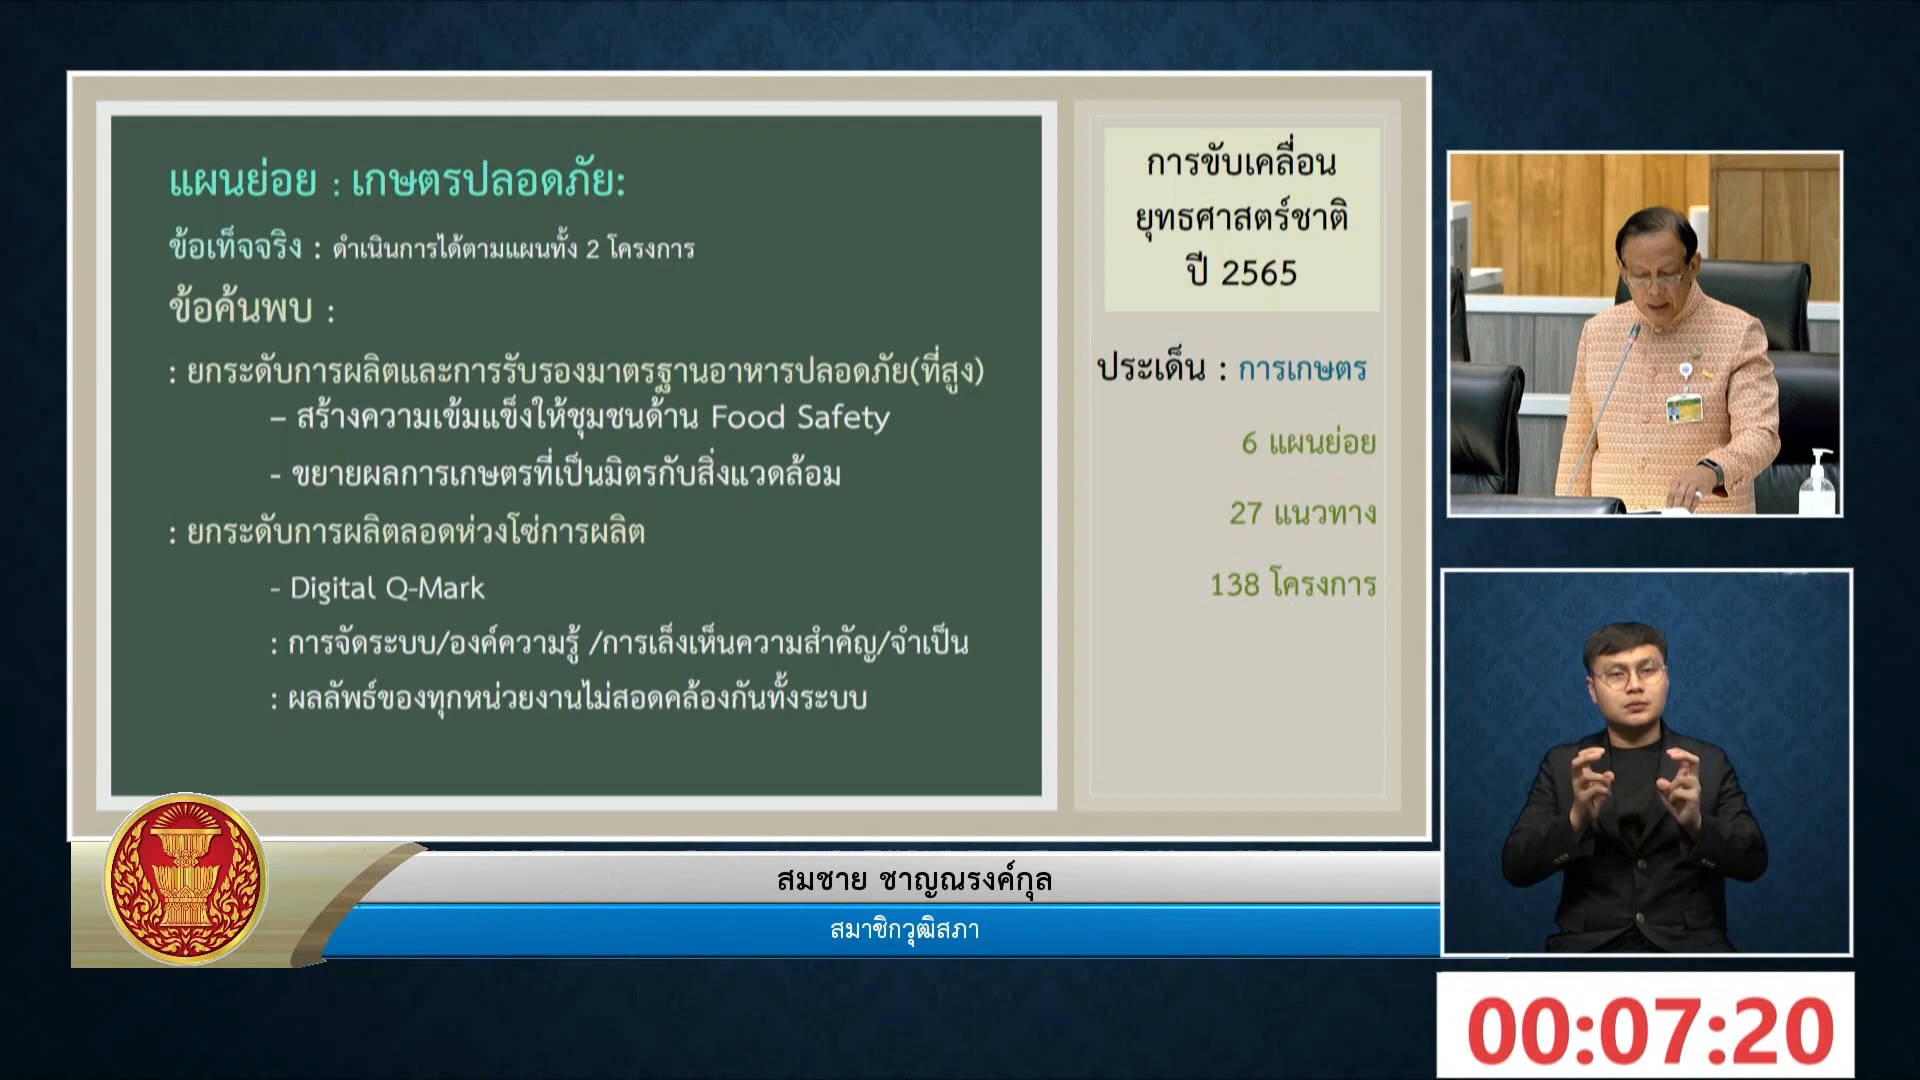 แผนย่อย : เกษตรปลอดภัย:
ข้อเท็จจริง : ดำเนินการได้ตามแผนทั้ง 2 โครงการ
ข้อค้นพบ :
: ยกระดับการผลิตและการรับรองมาตรฐานอาหารปลอดภัย(ที่สูง)
– สร้างความเข้มแข็งให้ชุมชนด้าน Food Safety
- ขยายผลการเกษตรที่เป็นมิตรกับสิ่งแวดล้อม
: ยกระดับการผลิตลอดห่วงโซ่การผลิต
- Digital Q-Mark
: การจัดระบบ/องค์ความรู้ /การเล็งเห็นความสำคัญ/จำเป็น
: ผลลัพธ์ของทุกหน่วยงานไม่สอดคล้องกันทั้งระบบ
การขับเคลื่อน
ยุทธศาสตร์ชาติ
ปี 2565
ประเด็น : การเกษตร
6 แผนย่อย
27 แนวทาง
138 โครงการ
สมชาย ชาญณรงค์กุล
สมาชิกวุฒิสภา
00:07:20